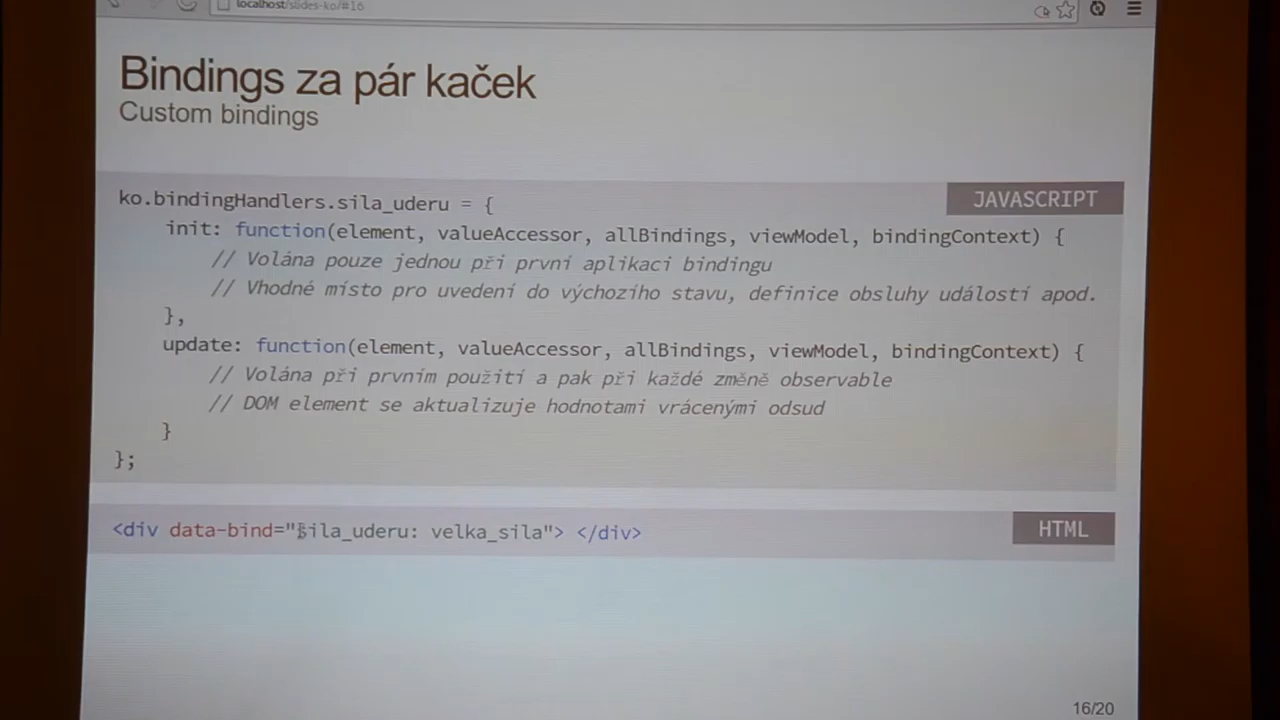 localhost/slides-ko/#16
Bindings za pár kaček
Custom bindings
JAVASCRIPT
ko.bindingHandlers.sila_uderu = {
init: function(element, valueAccessor, allBindings, viewModel, bindingContext) {
// Volána pouze jednou při první aplikaci bindingu
// Vhodné místo pro uvedení do výchozího stavu, definice obsluhy událostí apod.
},
update: function(element, valueAccessor, allBindings, viewModel, bindingContext) {
// Volána při prvním použití a pak při každé změně observable
// DOM element se aktualizuje hodnotami vrácenými odsud
}
};
HTML
<div data-bind="sila_uderu: velka_sila"> </div>
16/20